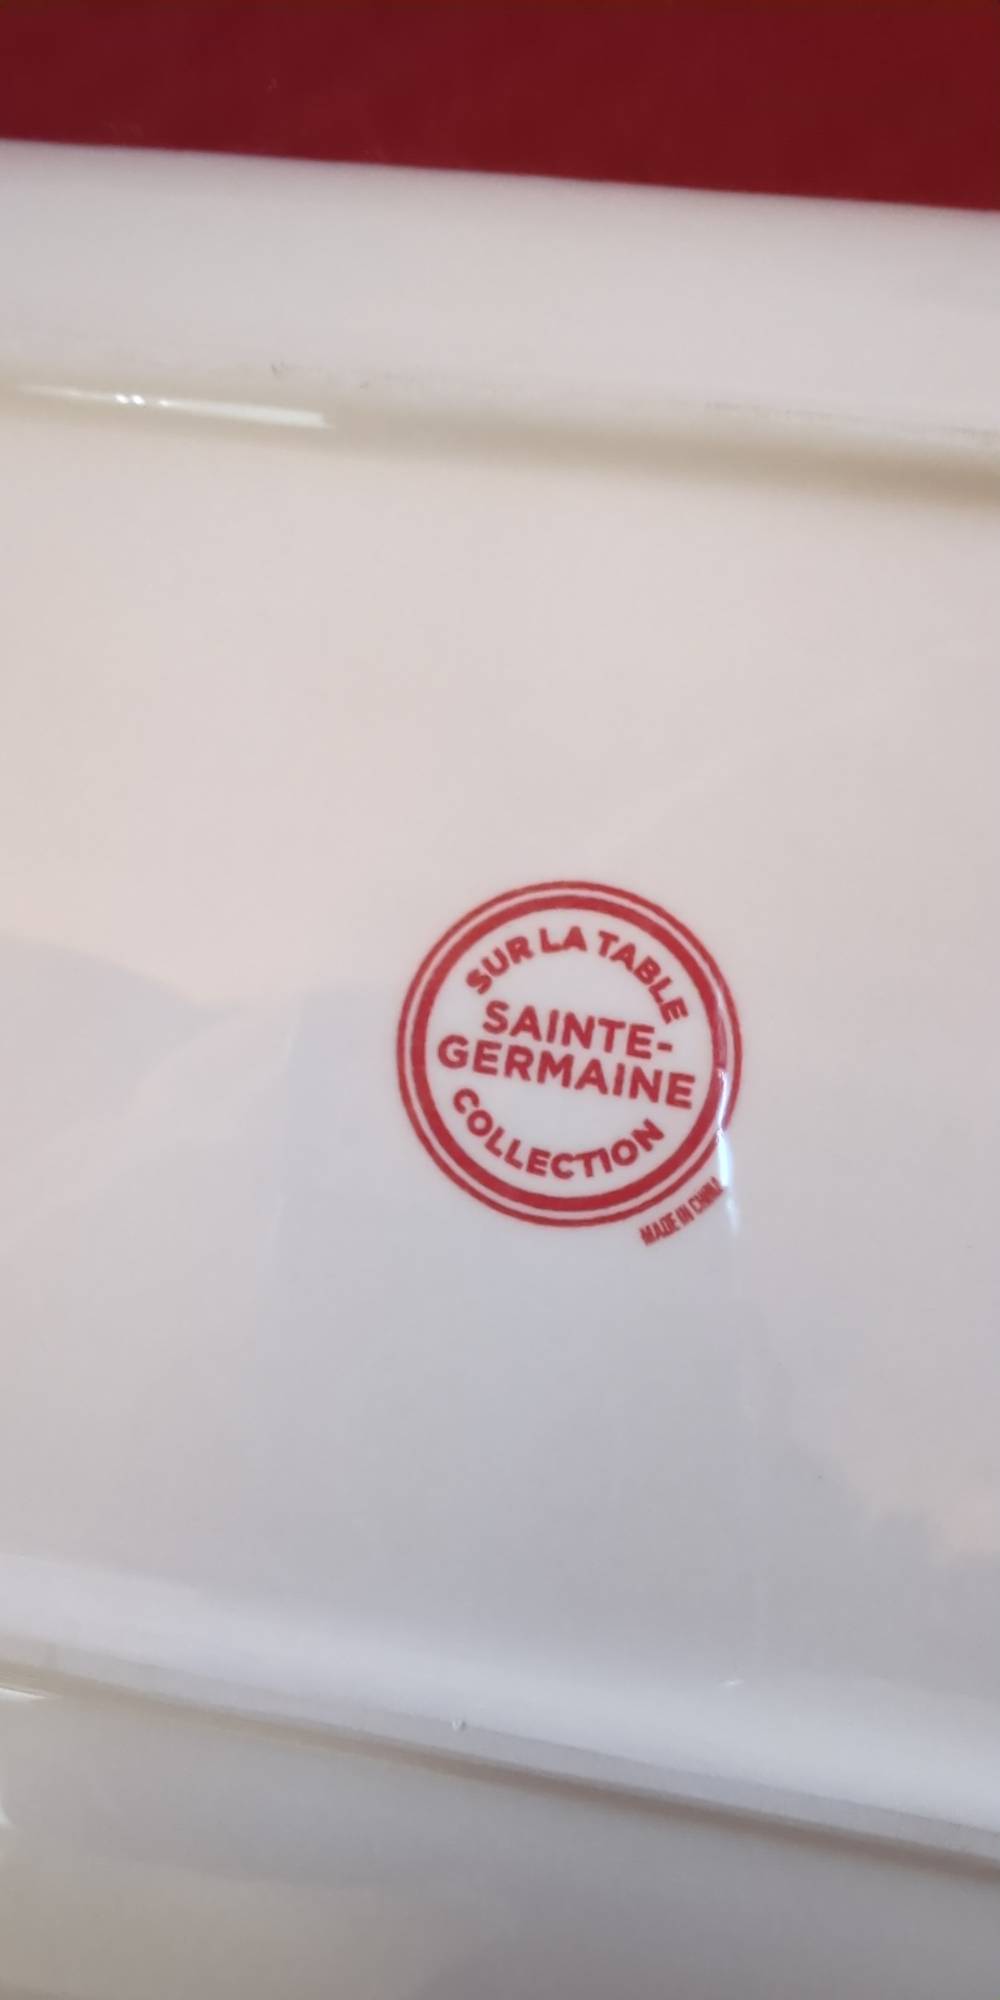 SUR LA TABLE
SAINTE-
GERMAINE
COLLECTION
MADE IN CHINA